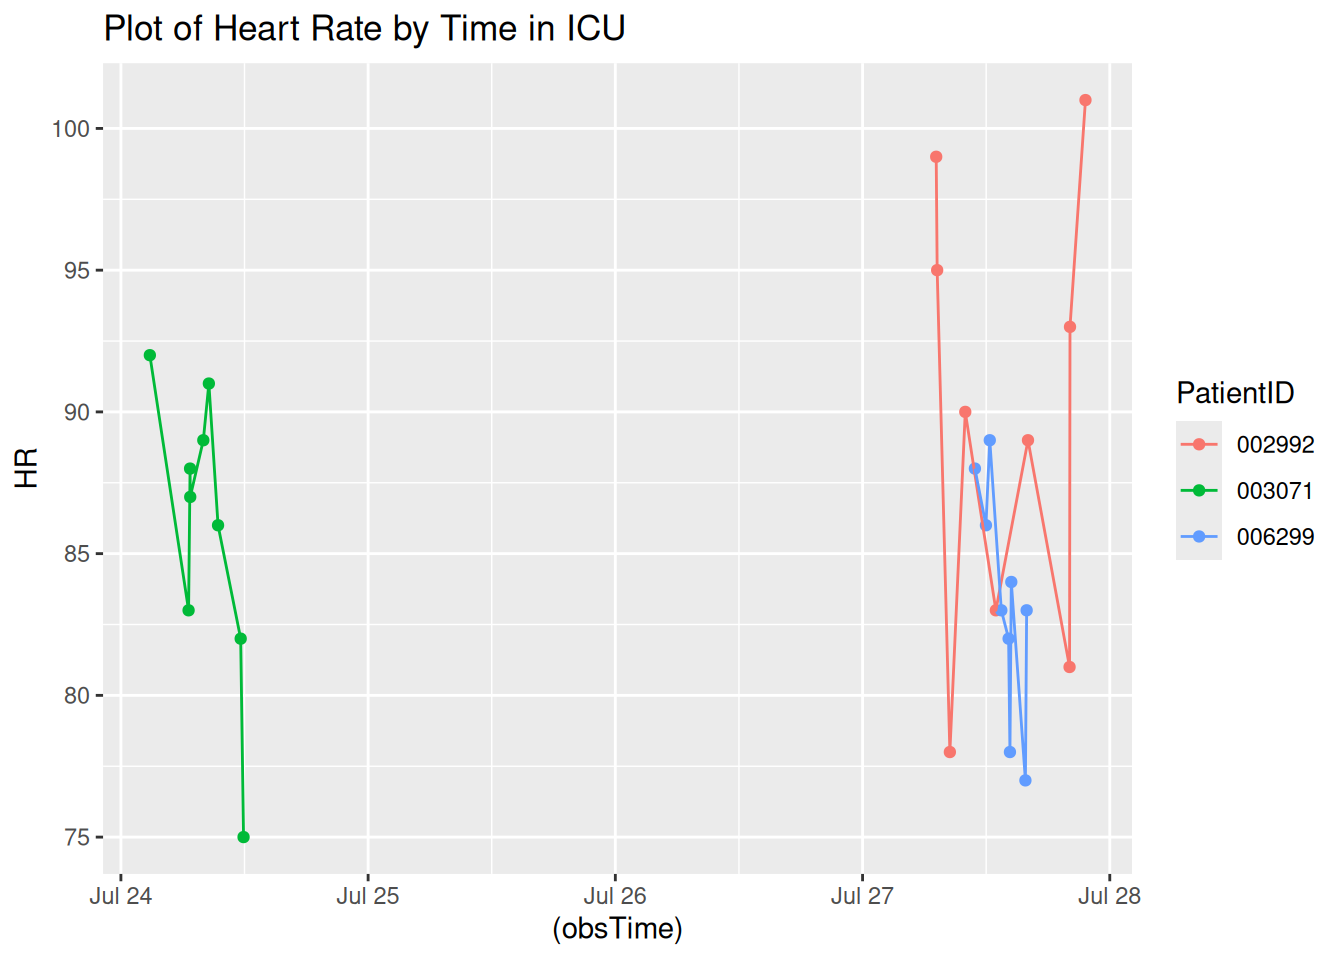 Plot of Heart Rate by Time in ICU
HR
100
95
90
85
80
75
Jul 24
Jul 25
Jul 26
Jul 27
Jul 28
(obsTime)
PatientID
002992
003071
006299